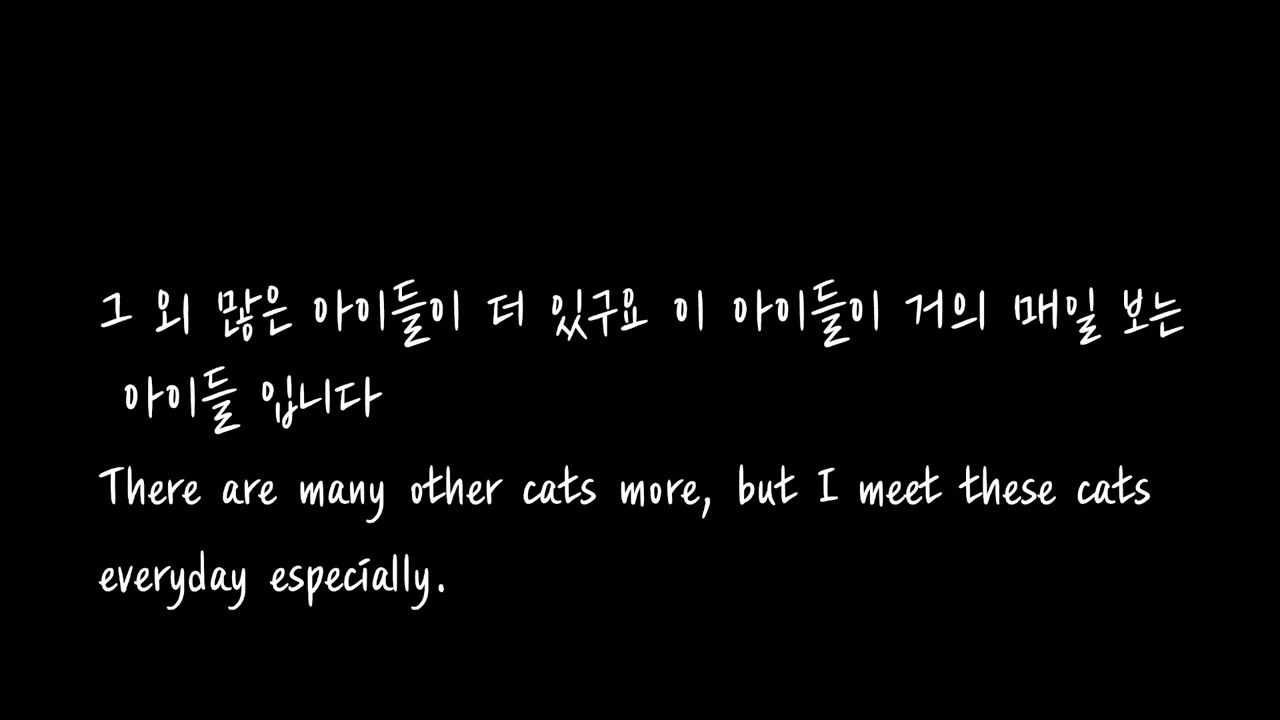 그 외 많은 아이들이 더 있구요 이 아이들이 거의 매일 보는
아이들 입니다
There are many other cats more, but I meet these cats
everyday especially.